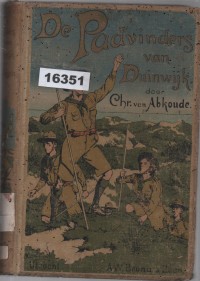 De Padvinders
van
Duinwijk
16351
door
Chr. van Abkoude.